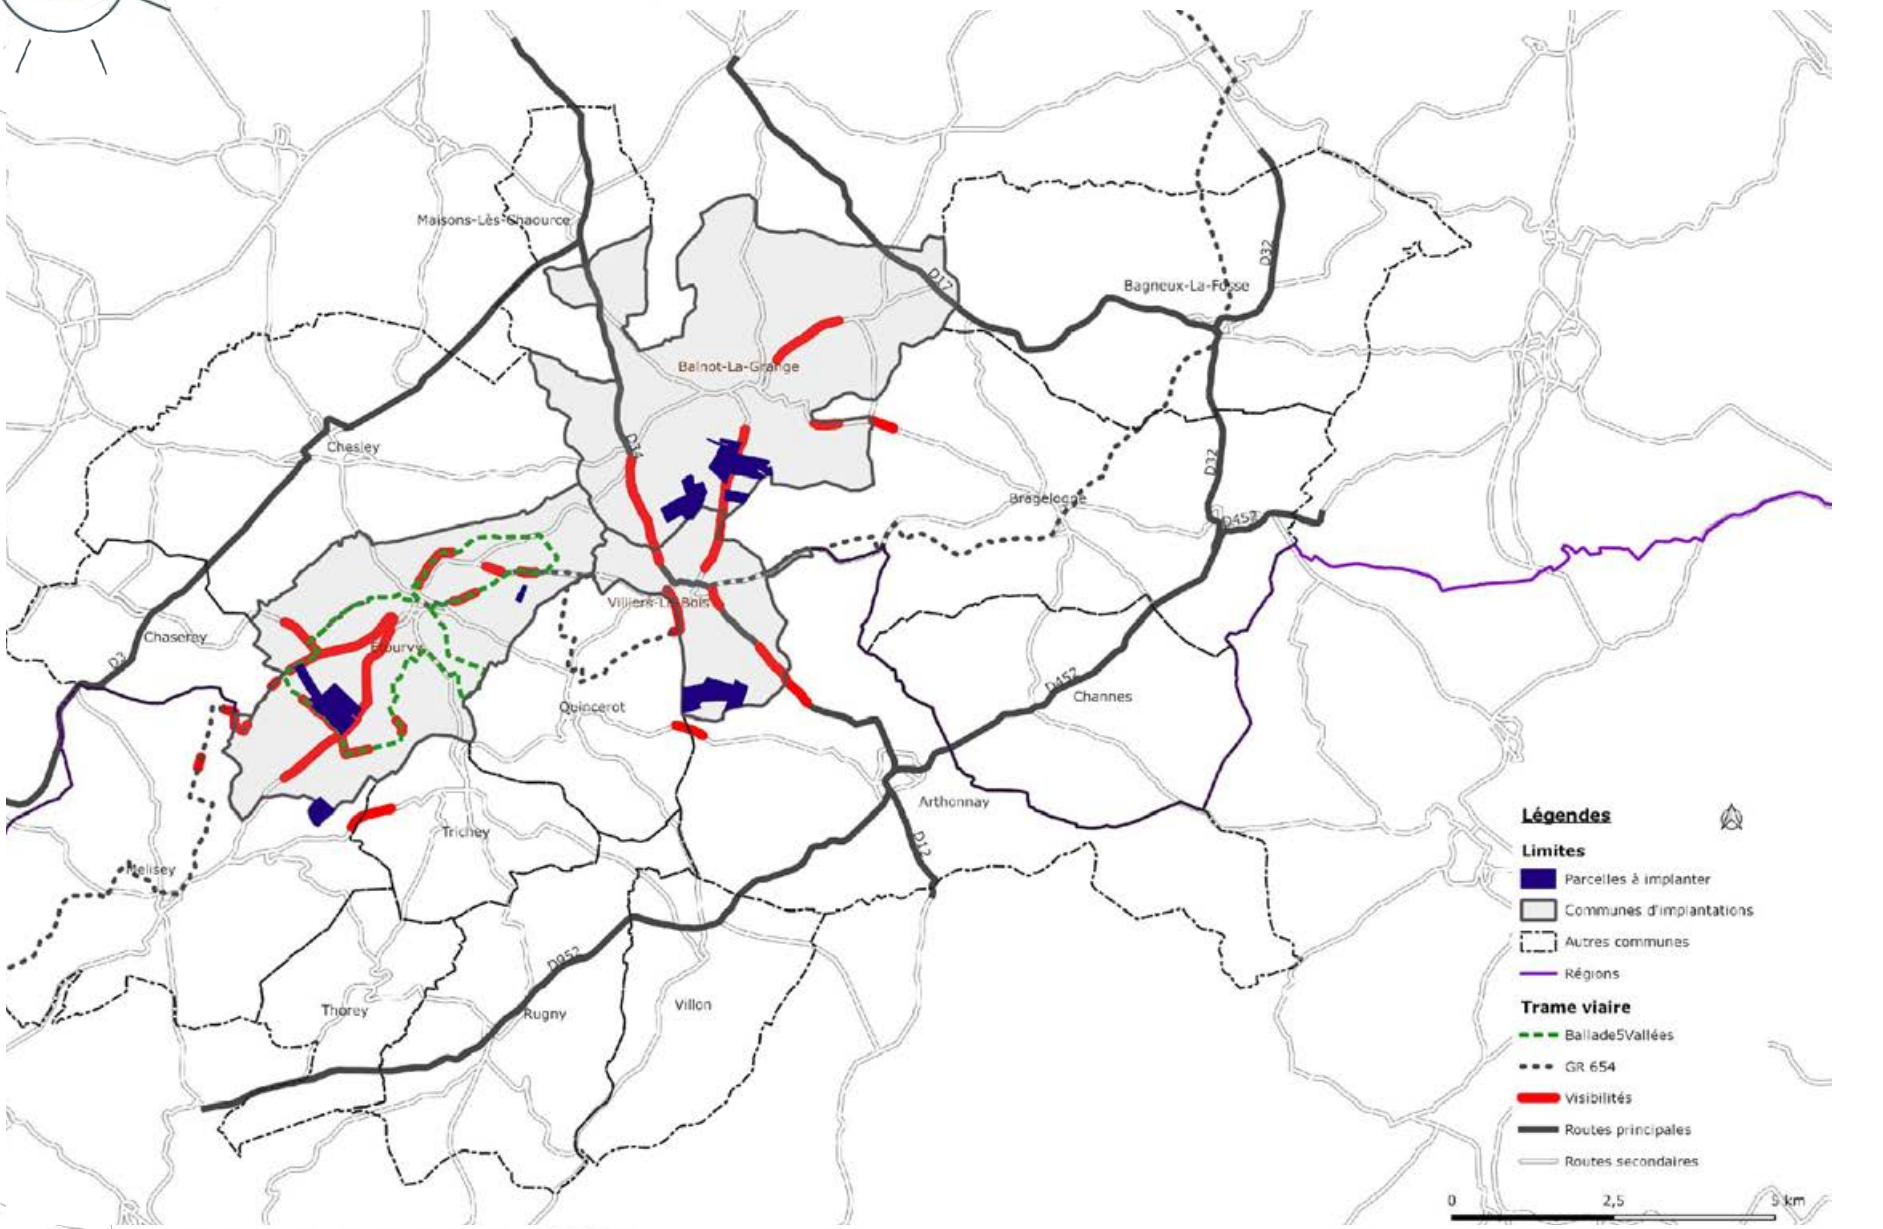 Maisons-Lès-Chaource
D17
D32
Bagneux-La-Fosse
Balnot-La-Grange
D34
Chesley
D32
Bragelogne
D452
Villiers-Le-Bois
Chaserey
Étourvy
D3
D452
Channes
Quincerot
Arthonnay
Trichey
D12
Melisey
D952
Thorey
Rugny
Villon
Légendes
Limites
Parcelles à implanter
Communes d'implantations
Autres communes
Régions
Trame viaire
Ballade5Vallées
GR 654
Visibilités
Routes principales
Routes secondaires
0 2,5 5 km